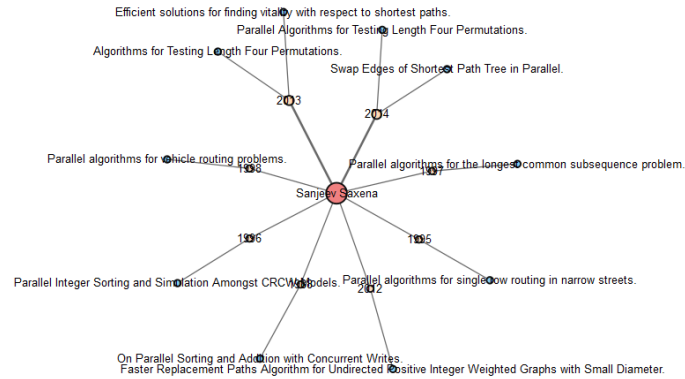 Efficient solutions for finding vitality with respect to shortest paths.
Parallel Algorithms for Testing Length Four Permutations.
Algorithms for Testing Length Four Permutations.
Swap Edges of Shortest Path Tree in Parallel.
2013
2014
Parallel algorithms for vehicle routing problems.
1998
Parallel algorithms for the longest common subsequence problem.
1997
Sanjeev Saxena
1996
1995
Parallel Integer Sorting and Simulation Amongst CRCW Models.
Parallel algorithms for single row routing in narrow streets.
2012
On Parallel Sorting and Addition with Concurrent Writes.
Faster Replacement Paths Algorithm for Undirected Positive Integer Weighted Graphs with Small Diameter.